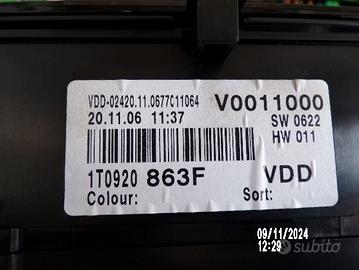 VDD-02420.11.0677C11064
20.11.06 11:37
V0011000
SW 0622
HW 011
1T0920 863F VDD
Colour: Sort:
09/11/2024
12:29
subito